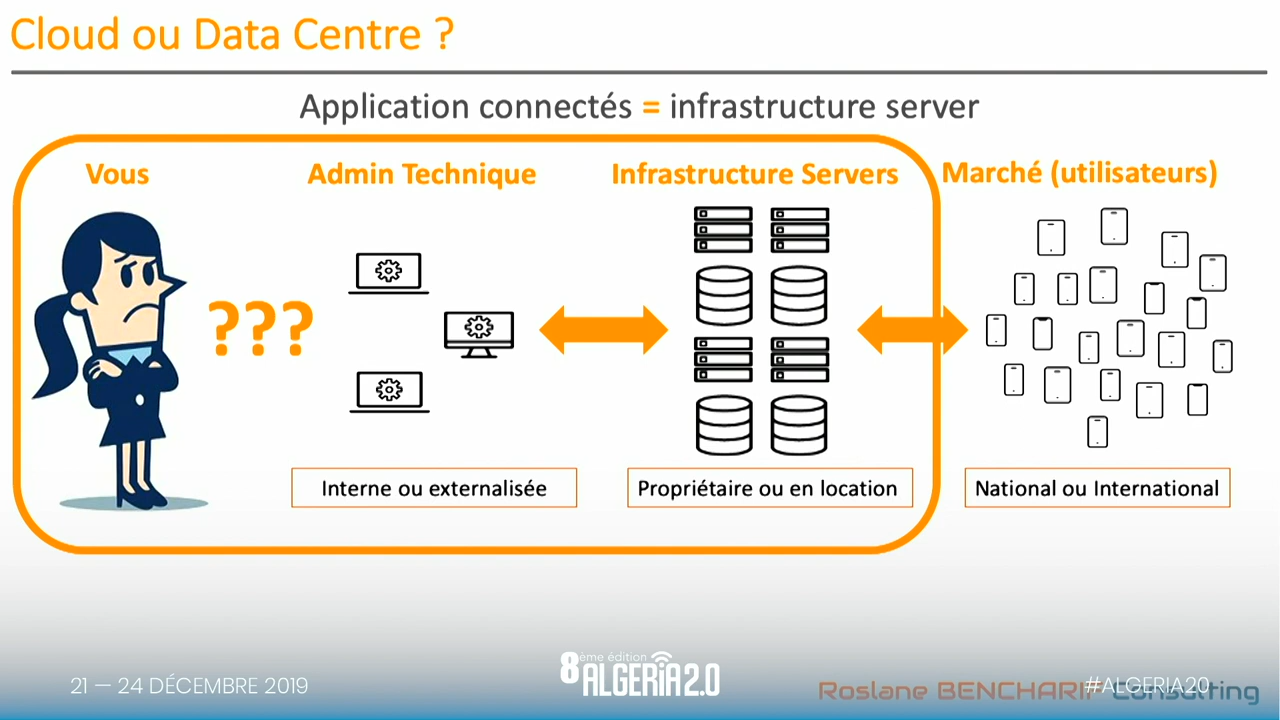 Cloud ou Data Centre ?
Application connectés = infrastructure server
Vous
Admin Technique
Infrastructure Servers
Marché (utilisateurs)
???
Interne ou externalisée
Propriétaire ou en location
National ou International
8ème édition
ALGERiA2.0
21 — 24 DÉCEMBRE 2019
#ALGERIA20
Roslane BENCHARIF Consulting